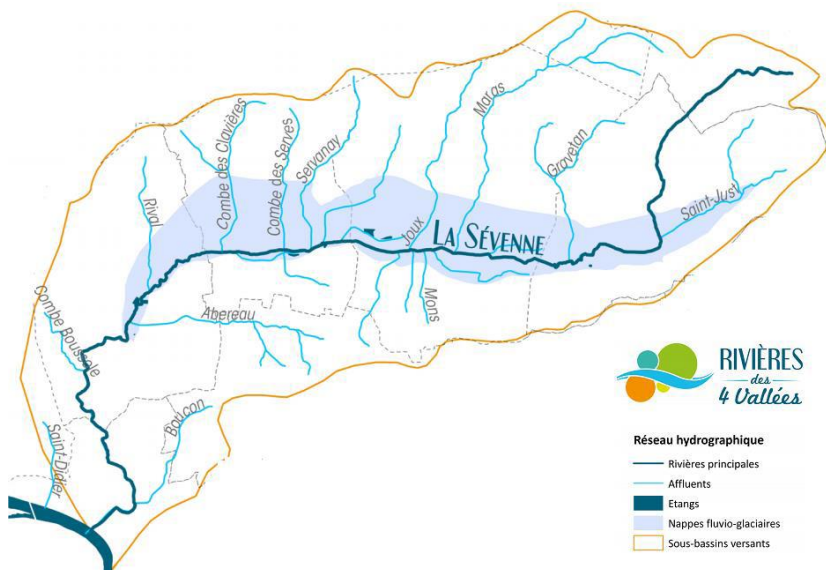 Moras
Combe des Clavières
Combe des Serves
Servanay
Gravetan
Rival
Saint-Just
Joux
LA SÉVENNE
Combe Boussole
Abereau
Mons
Boucon
Saint-Didier
RIVIÈRES
des
4 Vallées
Réseau hydrographique
Rivières principales
Affluents
Etangs
Nappes fluvio-glaciaires
Sous-bassins versants